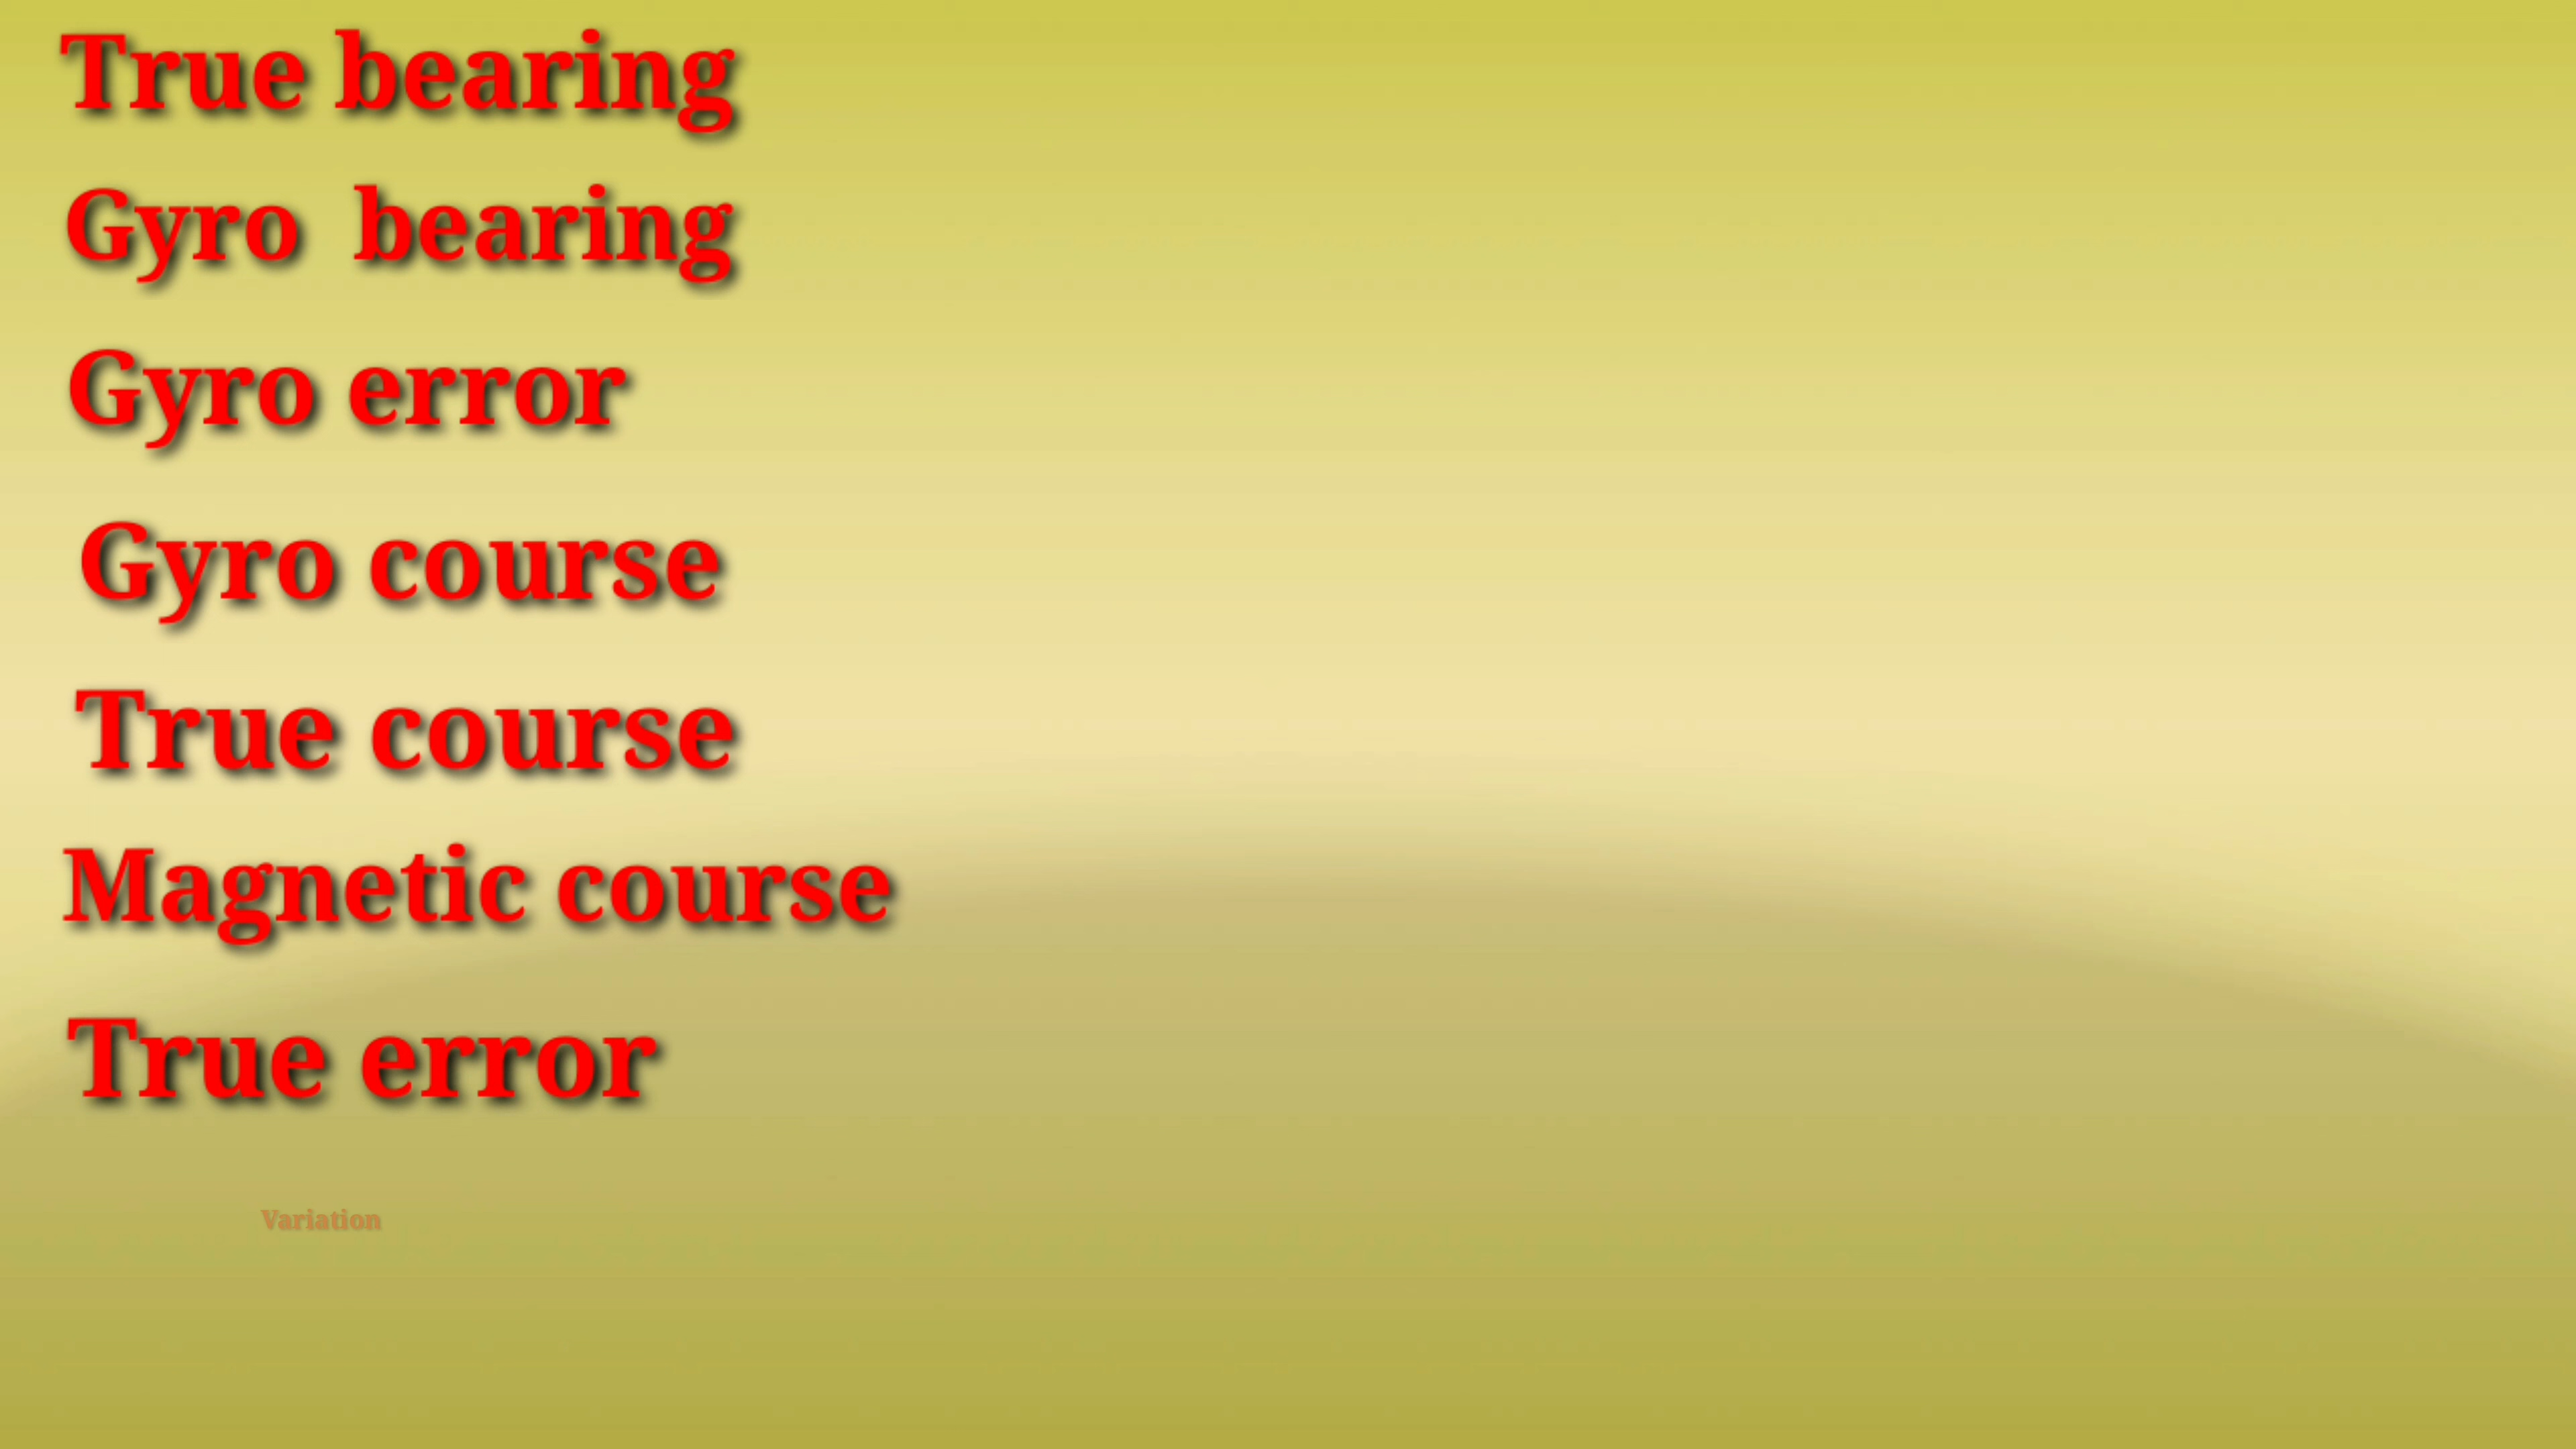 True bearing
Gyro  bearing
Gyro error
Gyro course
True course
Magnetic course
True error
Variation